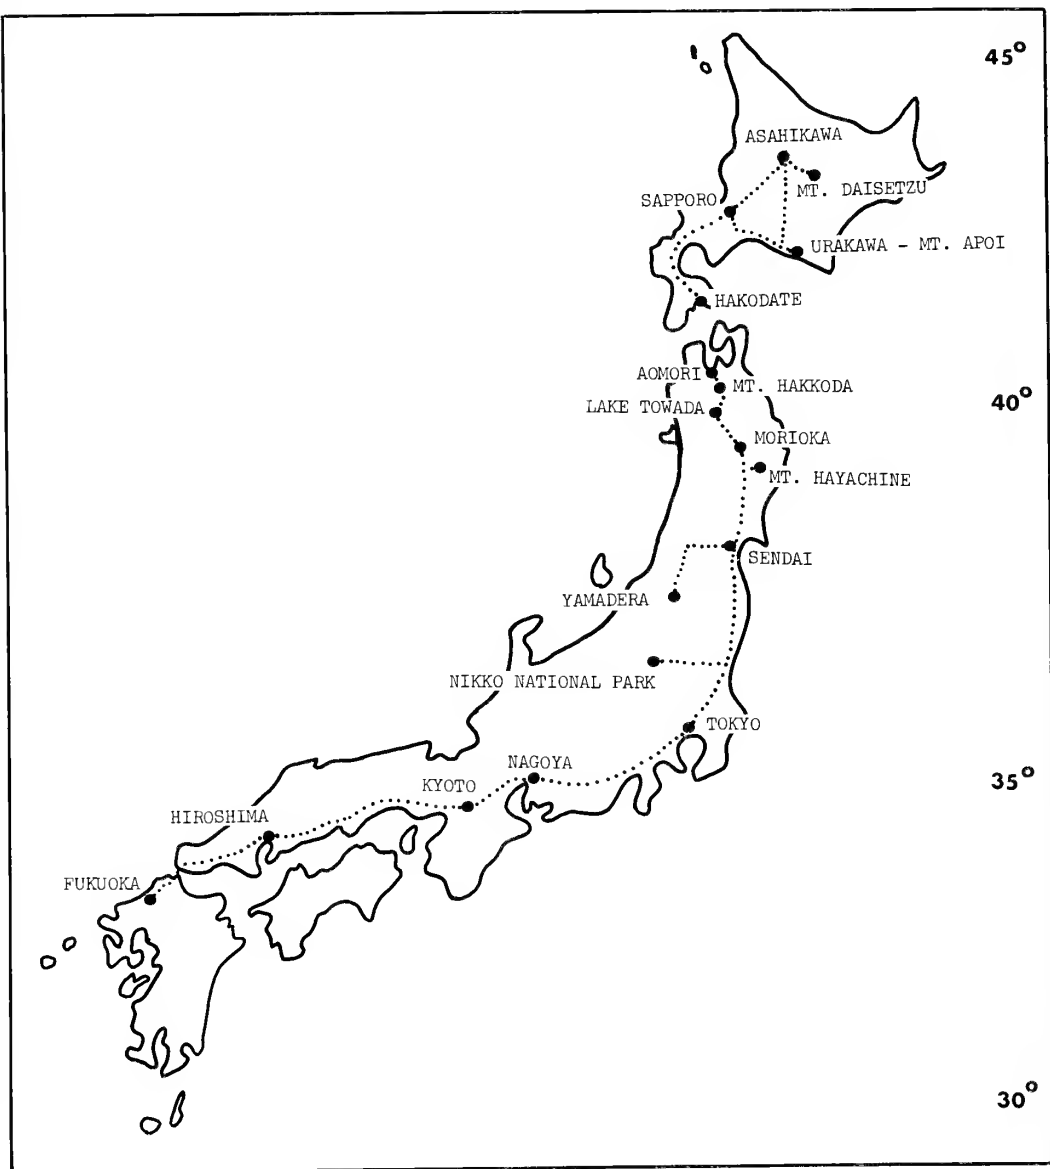 45°
ASAHIKAWA
MT. DAISETZU
SAPPORO
URAKAWA - MT. APOI
HAKODATE
AOMORI
MT. HAKKODA
40°
LAKE TOWADA
MORIOKA
MT. HAYACHINE
SENDAI
YAMADERA
NIKKO NATIONAL PARK
TOKYO
NAGOYA
35°
KYOTO
HIROSHIMA
FUKUOKA
30°